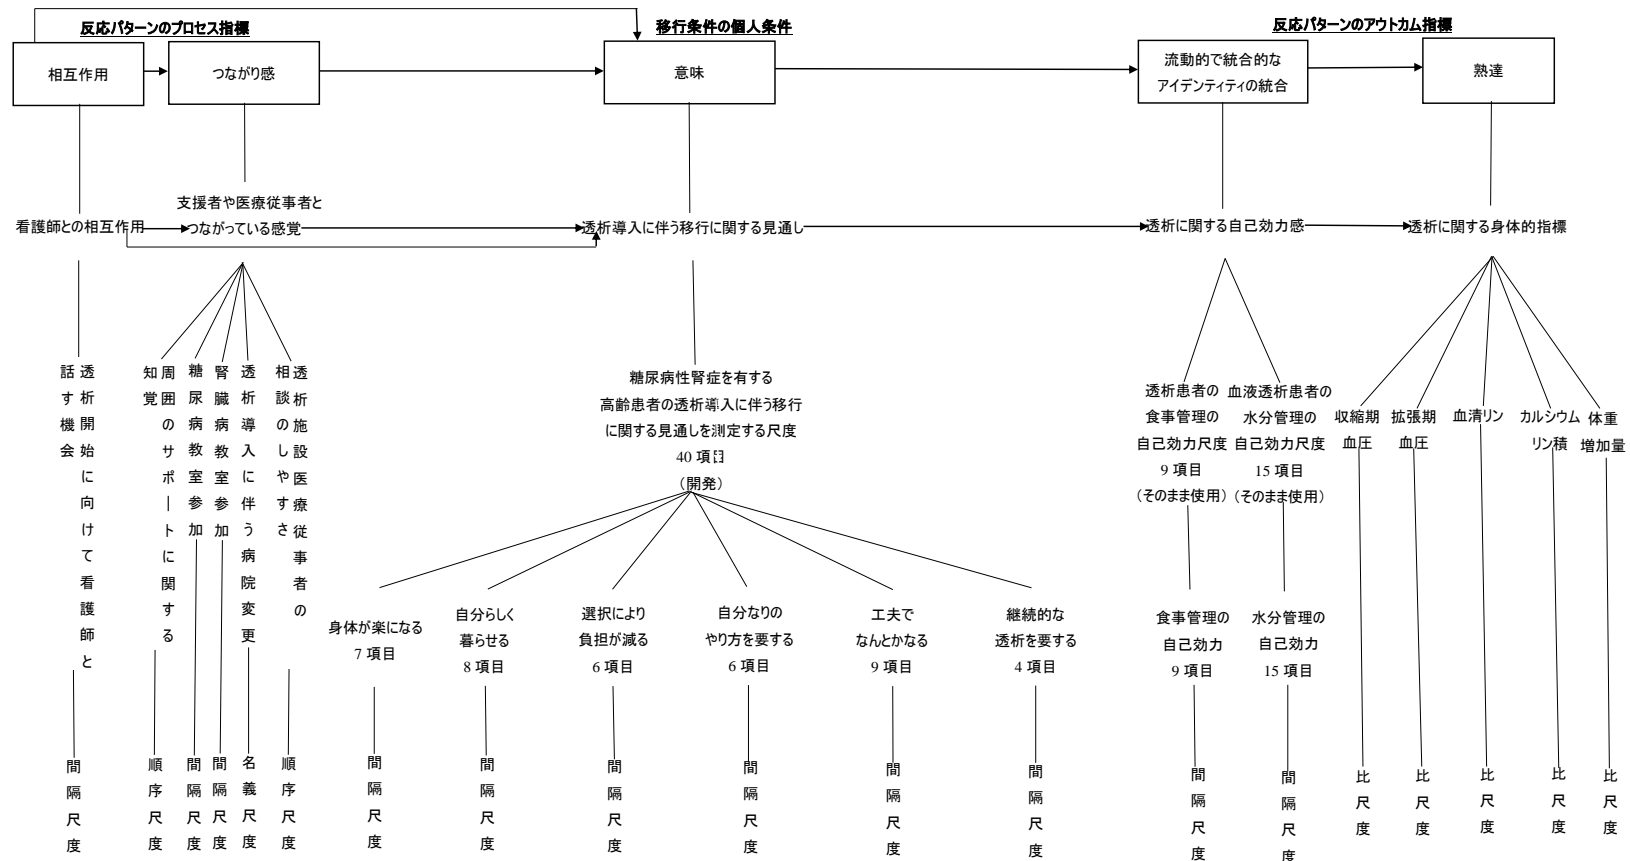 反応パターンのプロセス指標
移行条件の個人条件
反応パターンのアウトカム指標
相互作用
つながり感
意味
流動的で統合的な
アイデンティティの統合
熟達
看護師との相互作用
支援者や医療従事者と
つながっている感覚
透析導入に伴う移行に関する見通し
透析に関する自己効力感
透析に関する身体的指標
透析開始に向けて看護師と
話す機会
周囲のサポートに関する
知覚
糖尿病教室参加
腎臓病教室参加
透析導入に伴う病院変更
透析施設医療従事者の
相談のしやすさ
糖尿病性腎症を有する
高齢患者の透析導入に伴う移行
に関する見通しを測定する尺度
40 項目
（開発）
透析患者の
食事管理の
自己効力尺度
9 項目
（そのまま使用）
血液透析患者の
水分管理の
自己効力尺度
15 項目
（そのまま使用）
収縮期
血圧
拡張期
血圧
血清リン
カルシウム
リン積
体重
増加量
身体が楽になる
7 項目
自分らしく
暮らせる
8 項目
選択により
負担が減る
6 項目
自分なりの
やり方を要する
6 項目
工夫で
なんとかなる
9 項目
継続的な
透析を要する
4 項目
食事管理の
自己効力
9 項目
水分管理の
自己効力
15 項目
間隔尺度
順序尺度
間隔尺度
間隔尺度
名義尺度
順序尺度
間隔尺度
間隔尺度
間隔尺度
間隔尺度
間隔尺度
間隔尺度
間隔尺度
間隔尺度
比尺度
比尺度
比尺度
比尺度
比尺度